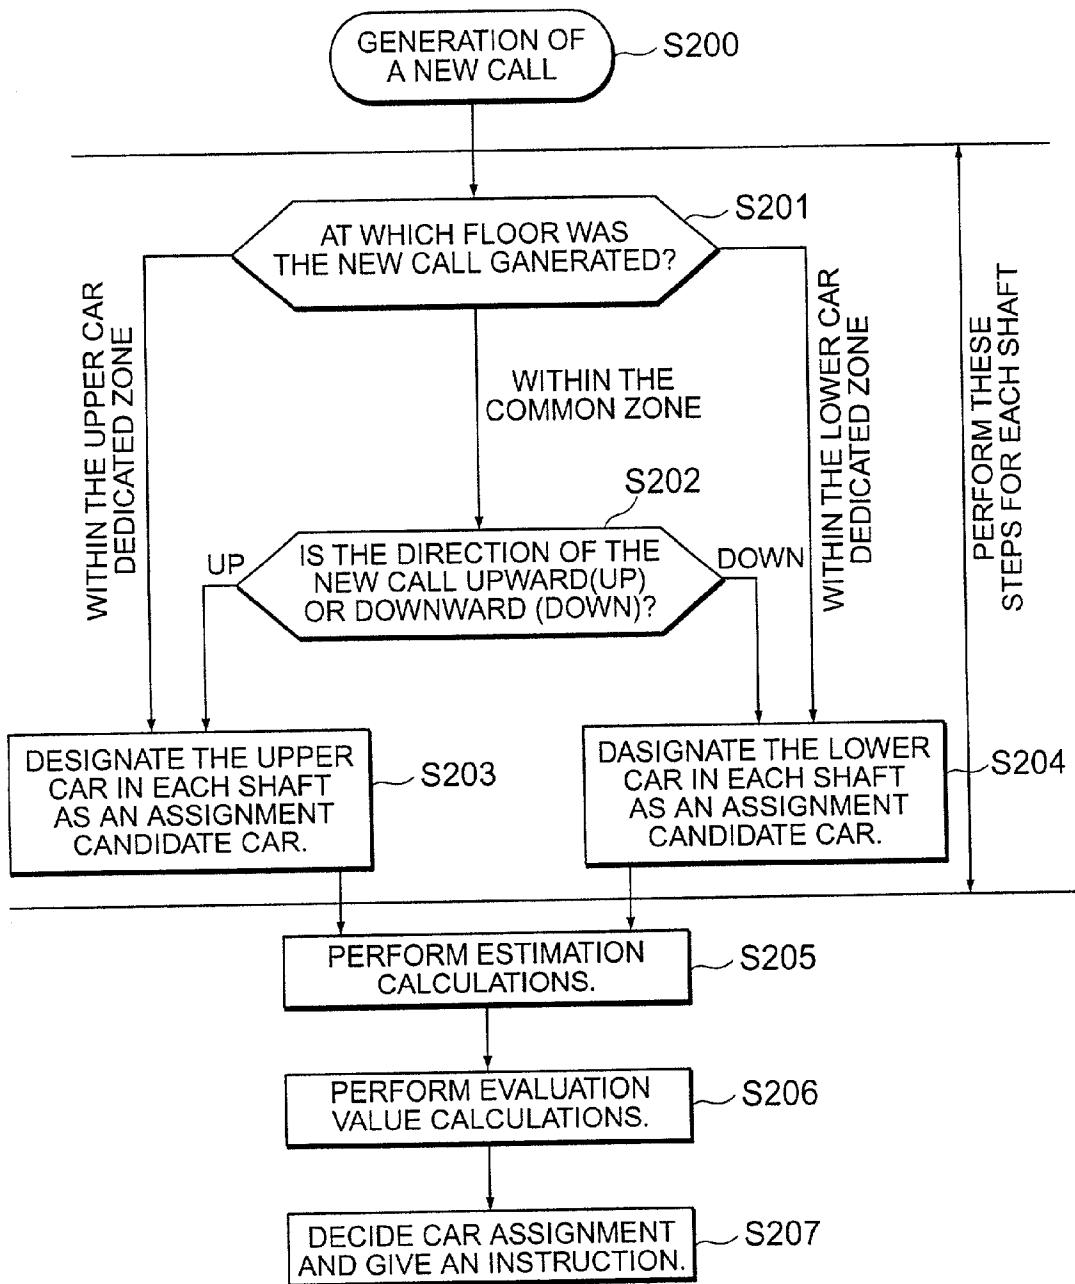 GENERATION OF
A NEW CALL
S200
AT WHICH FLOOR WAS
THE NEW CALL GANERATED?
S201
WITHIN THE UPPER CAR
DEDICATED ZONE
WITHIN THE
COMMON ZONE
WITHIN THE LOWER CAR
DEDICATED ZONE
PERFORM THESE
STEPS FOR EACH SHAFT
S202
UP
IS THE DIRECTION OF THE
NEW CALL UPWARD(UP)
OR DOWNWARD (DOWN)?
DOWN
DESIGNATE THE UPPER
CAR IN EACH SHAFT
AS AN ASSIGNMENT
CANDIDATE CAR.
S203
DASIGNATE THE LOWER
CAR IN EACH SHAFT
AS AN ASSIGNMENT
CANDIDATE CAR.
S204
PERFORM ESTIMATION
CALCULATIONS.
S205
PERFORM EVALUATION
VALUE CALCULATIONS.
S206
DECIDE CAR ASSIGNMENT
AND GIVE AN INSTRUCTION.
S207